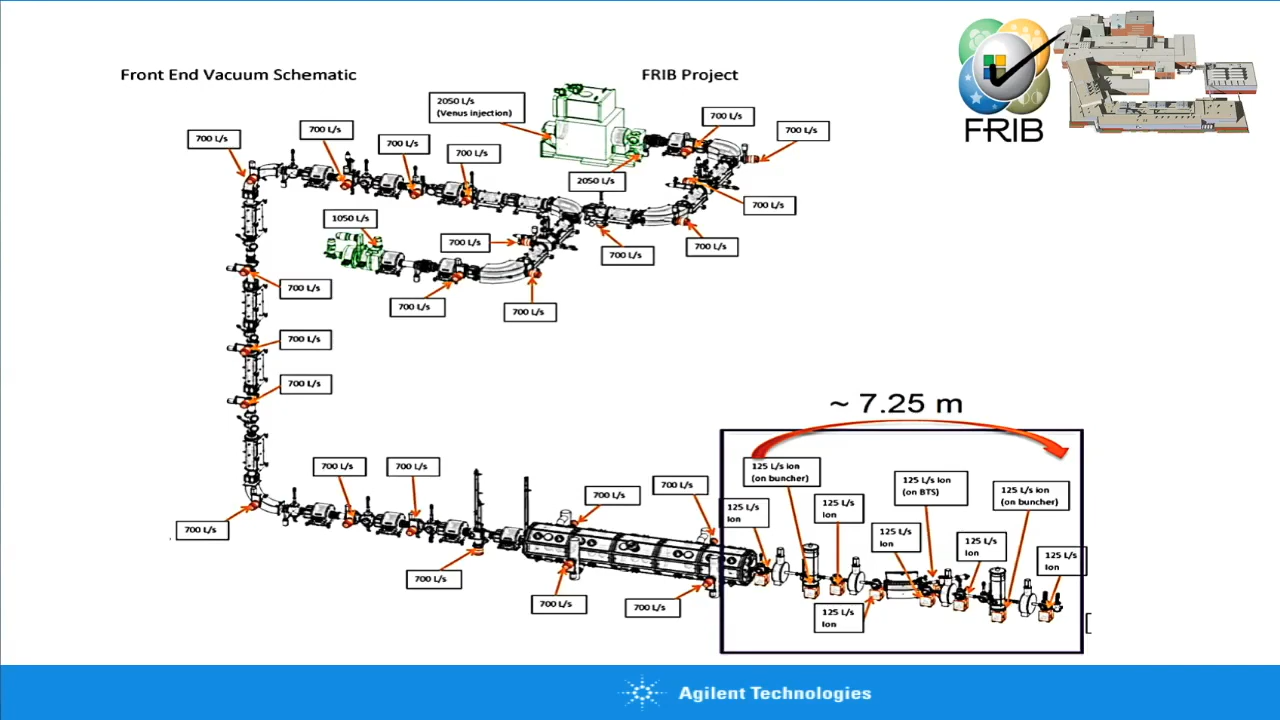 Front End Vacuum Schematic
FRIB Project
FRIB
2050 L/s
(Venus injection)
700 L/s
700 L/s
700 L/s
700 L/s
700 L/s
700 L/s
2050 L/s
700 L/s
1050 L/s
700 L/s
700 L/s
700 L/s
700 L/s
700 L/s
700 L/s
700 L/s
700 L/s
~ 7.25 m
700 L/s
700 L/s
700 L/s
700 L/s
700 L/s
700 L/s
700 L/s
700 L/s
125 L/s ion
(on buncher)
125 L/s Ion
(on BTS)
125 L/s ion
(on buncher)
125 L/s
Ion
125 L/s
Ion
125 L/s
Ion
125 L/s
Ion
125 L/s
Ion
125 L/s
Ion
Agilent Technologies